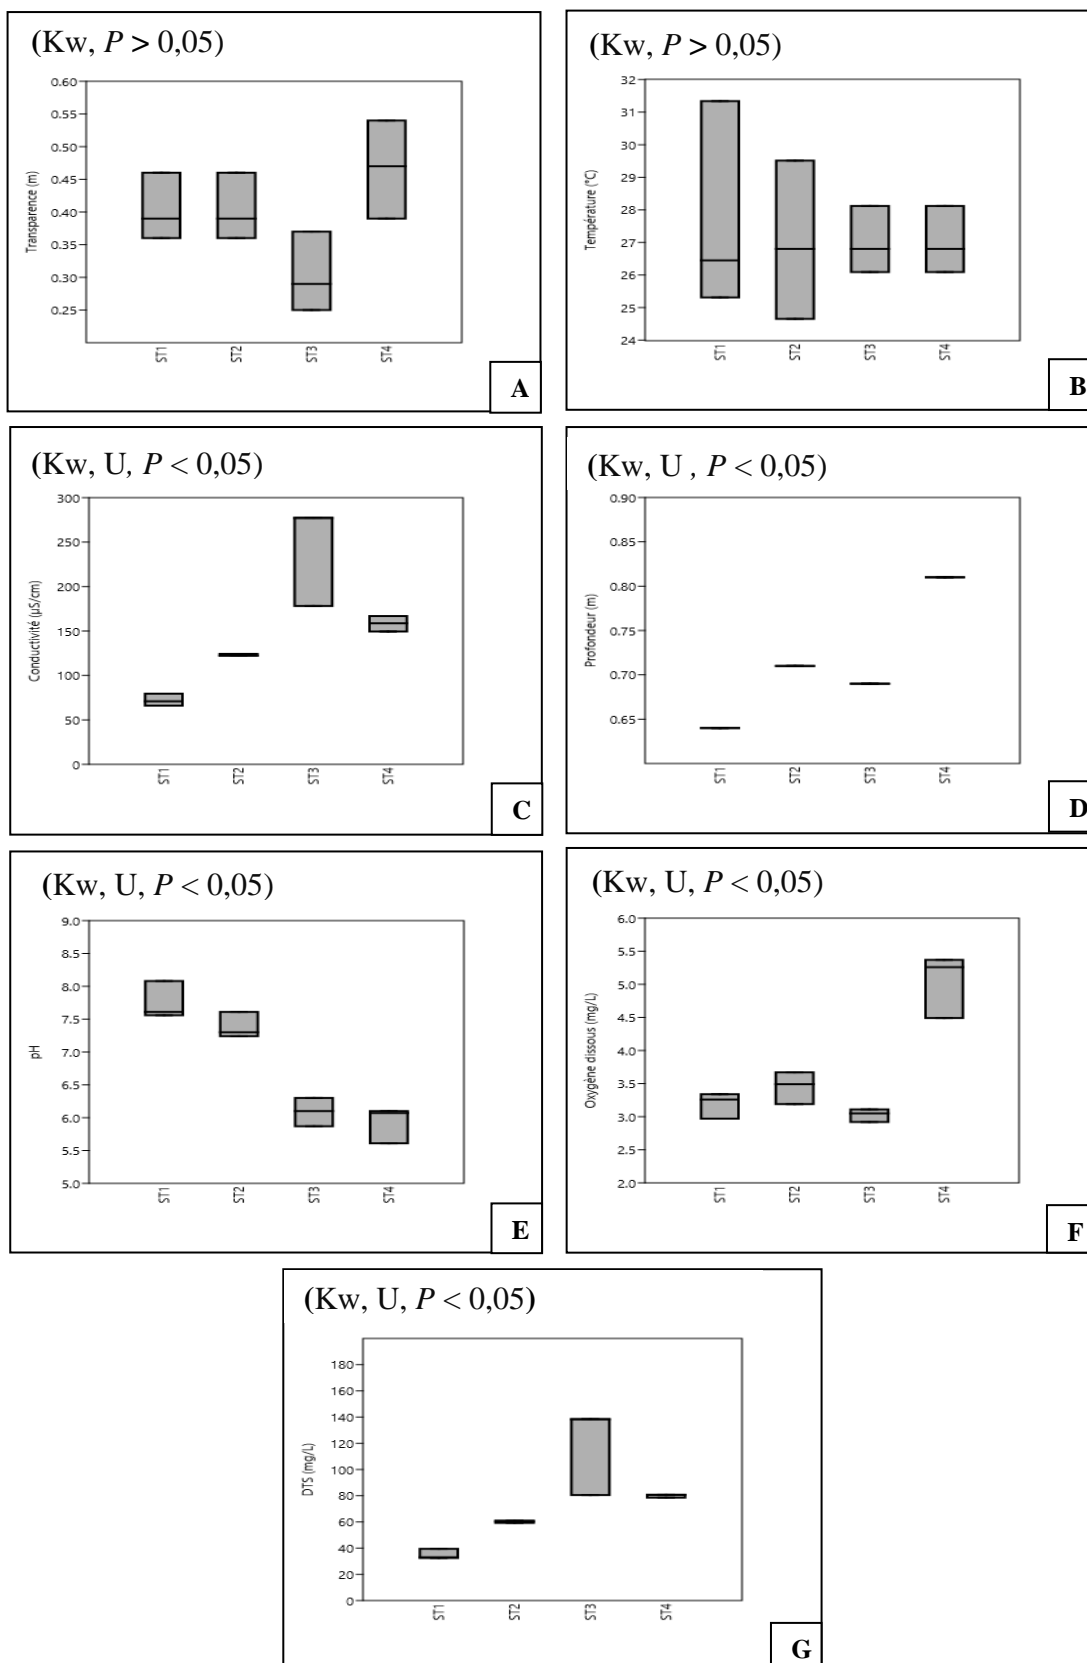 (Kw, P > 0,05)
0.60
0.55
0.50
0.45
0.40
0.35
0.30
0.25
Transparence (m)
ST1
ST2
ST3
ST4
A
(Kw, P > 0,05)
32
31
30
29
28
27
26
25
24
Température (°C)
ST1
ST2
ST3
ST4
B
(Kw, U, P < 0,05)
300
250
200
150
100
50
0
Conductivité (µS/cm)
ST1
ST2
ST3
ST4
C
(Kw, U , P < 0,05)
0.90
0.85
0.80
0.75
0.70
0.65
Profondeur (m)
ST1
ST2
ST3
ST4
D
(Kw, U, P < 0,05)
9.0
8.5
8.0
7.5
7.0
6.5
6.0
5.5
5.0
pH
ST1
ST2
ST3
ST4
E
(Kw, U, P < 0,05)
6.0
5.5
5.0
4.5
4.0
3.5
3.0
2.5
2.0
Oxygène dissous (mg/L)
ST1
ST2
ST3
ST4
F
(Kw, U, P < 0,05)
180
160
140
120
100
80
60
40
20
0
DTS (mg/L)
ST1
ST2
ST3
ST4
G